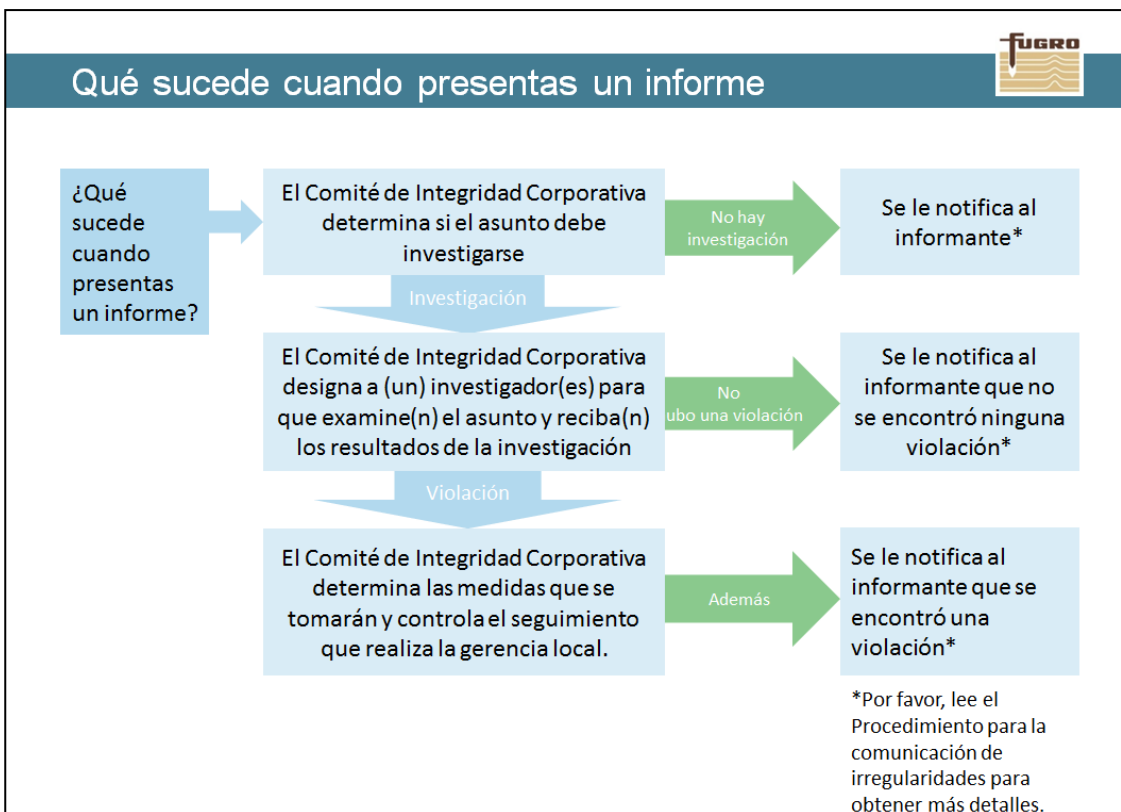 FUGRO
Qué sucede cuando presentas un informe
¿Qué
sucede
cuando
presentas
un informe?
El Comité de Integridad Corporativa
determina si el asunto debe
investigarse
No hay
investigación
Se le notifica al
informante*
Investigación
El Comité de Integridad Corporativa
designa a (un) investigador(es) para
que examine(n) el asunto y reciba(n)
los resultados de la investigación
No
ubo una violación
Se le notifica al
informante que no
se encontró ninguna
violación*
Violación
El Comité de Integridad Corporativa
determina las medidas que se
tomarán y controla el seguimiento
que realiza la gerencia local.
Además
Se le notifica al
informante que se
encontró una
violación*
*Por favor, lee el
Procedimiento para la
comunicación de
irregularidades para
obtener más detalles.